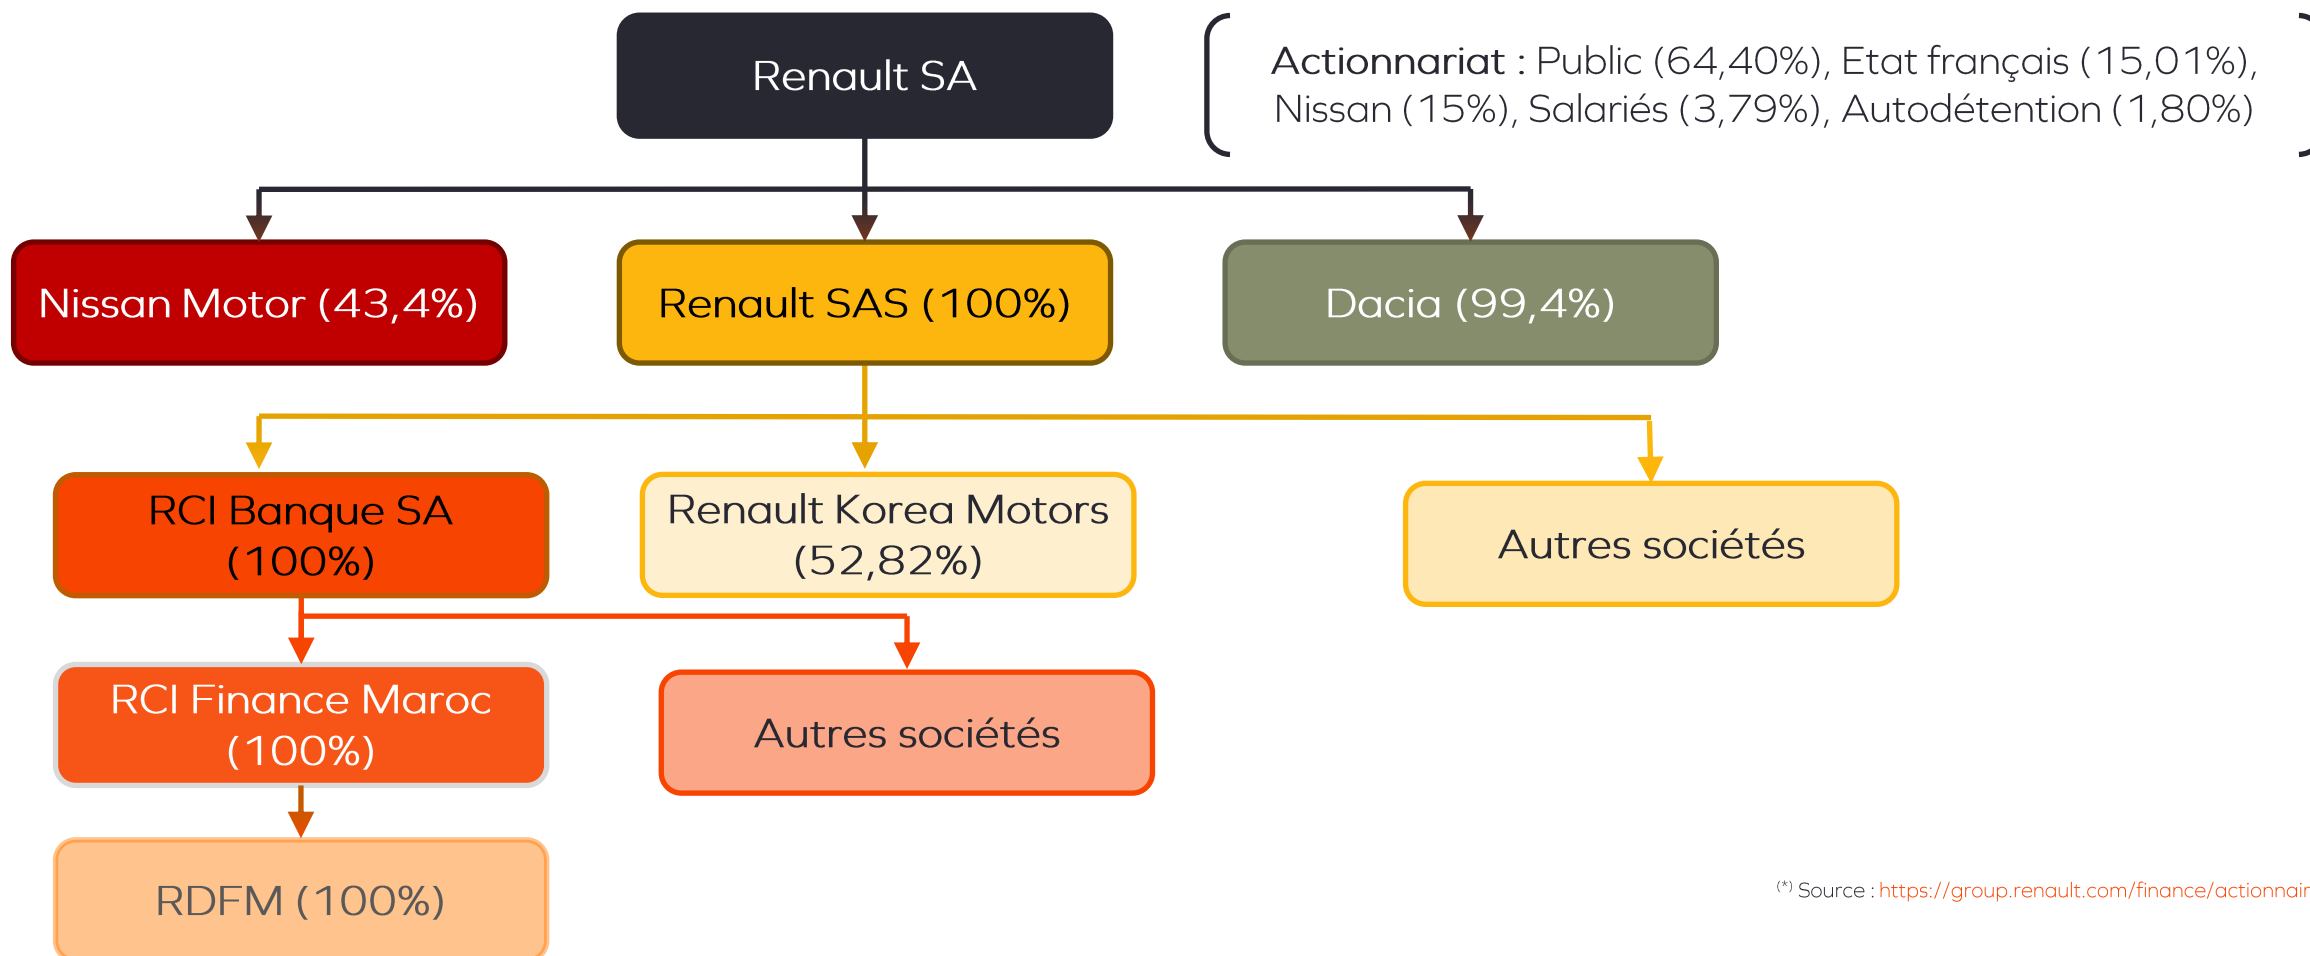 Renault SA
Actionnariat : Public (64,40%), Etat français (15,01%),
Nissan (15%), Salariés (3,79%), Autodétention (1,80%)
Nissan Motor (43,4%)
Renault SAS (100%)
Dacia (99,4%)
RCI Banque SA
(100%)
Renault Korea Motors
(52,82%)
Autres sociétés
RCI Finance Maroc
(100%)
Autres sociétés
RDFM (100%)
(*) Source : https://group.renault.com/finance/actionnair